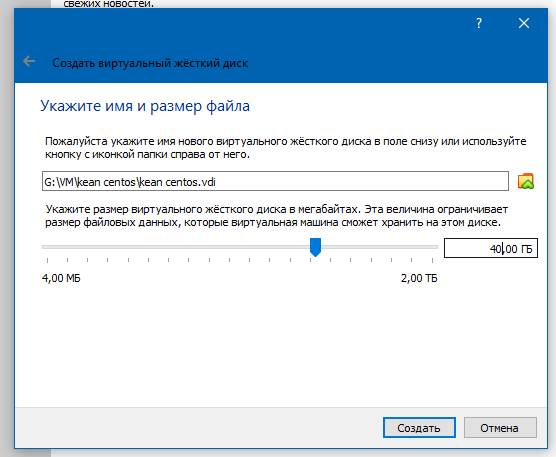 свежих новостей.
?
Создать виртуальный жёсткий диск
Укажите имя и размер файла
Пожалуйста укажите имя нового виртуального жёсткого диска в поле снизу или используйте
кнопку с иконкой папки справа от него.
G:\VM\kean centos\kean centos.vdi
Укажите размер виртуального жёсткого диска в мегабайтах. Эта величина ограничивает
размер файловых данных, которые виртуальная машина сможет хранить на этом диске.
40,00 ГБ
4,00 МБ
2,00 ТБ
Создать
Отмена